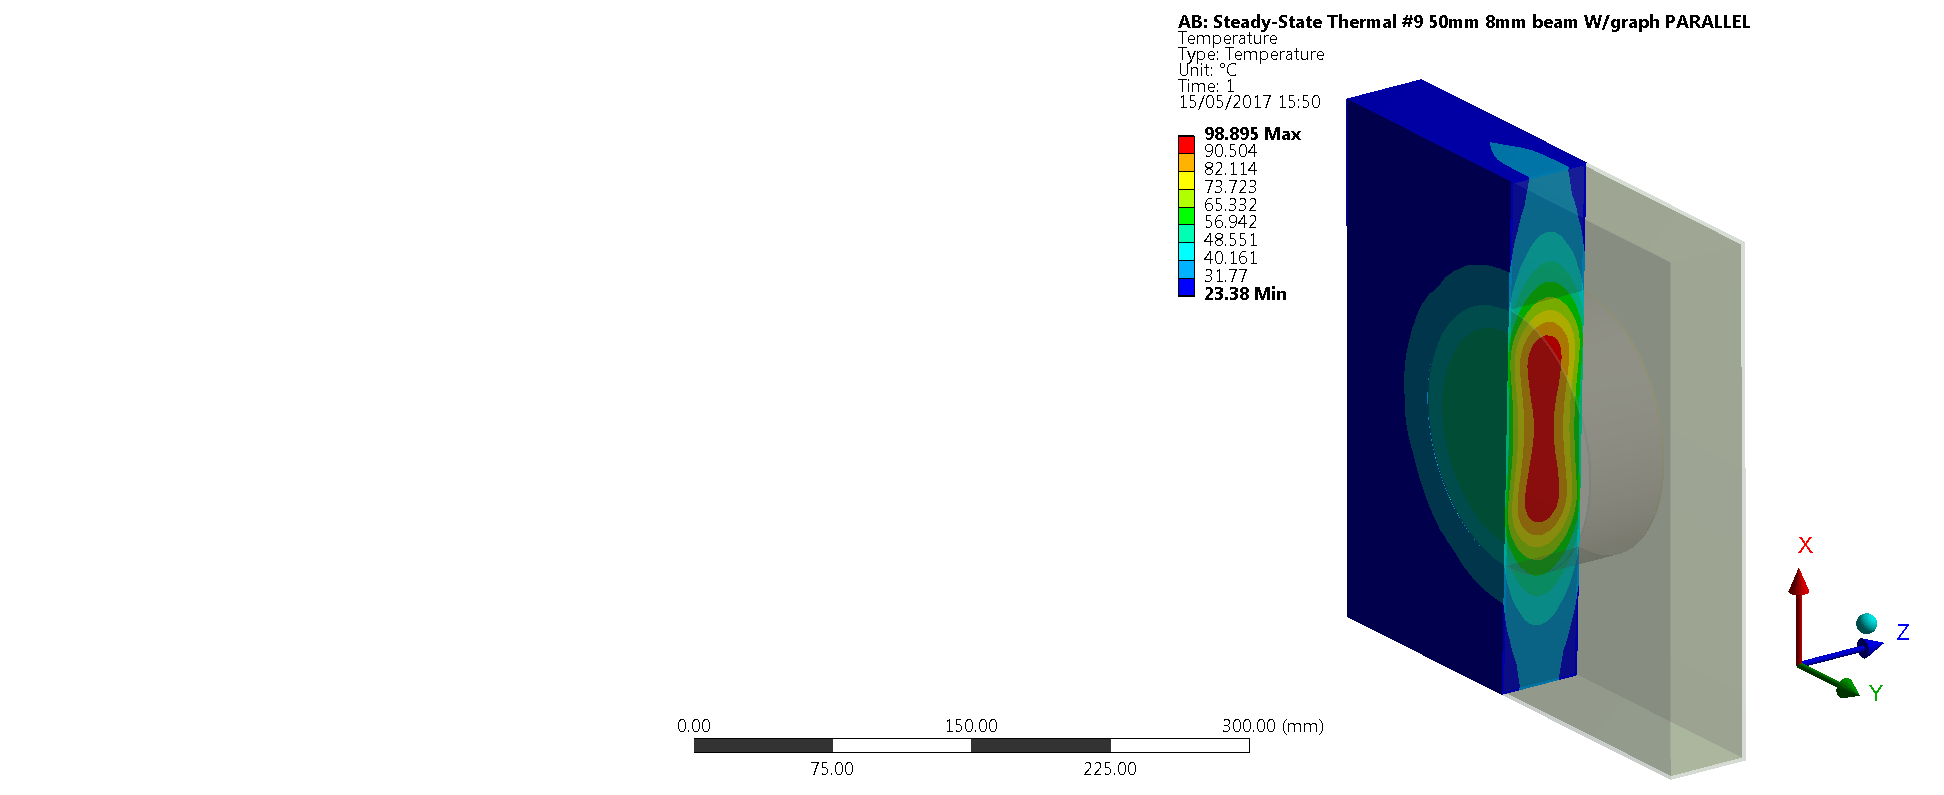 AB: Steady-State Thermal #9 50mm 8mm beam W/graph PARALLEL
Temperature
Type: Temperature
Unit: °C
Time: 1
15/05/2017 15:50
98.895 Max
90.504
82.114
73.723
65.332
56.942
48.551
40.161
31.77
23.38 Min
X
Z
Y
0.00 150.00 300.00 (mm)
75.00 225.00